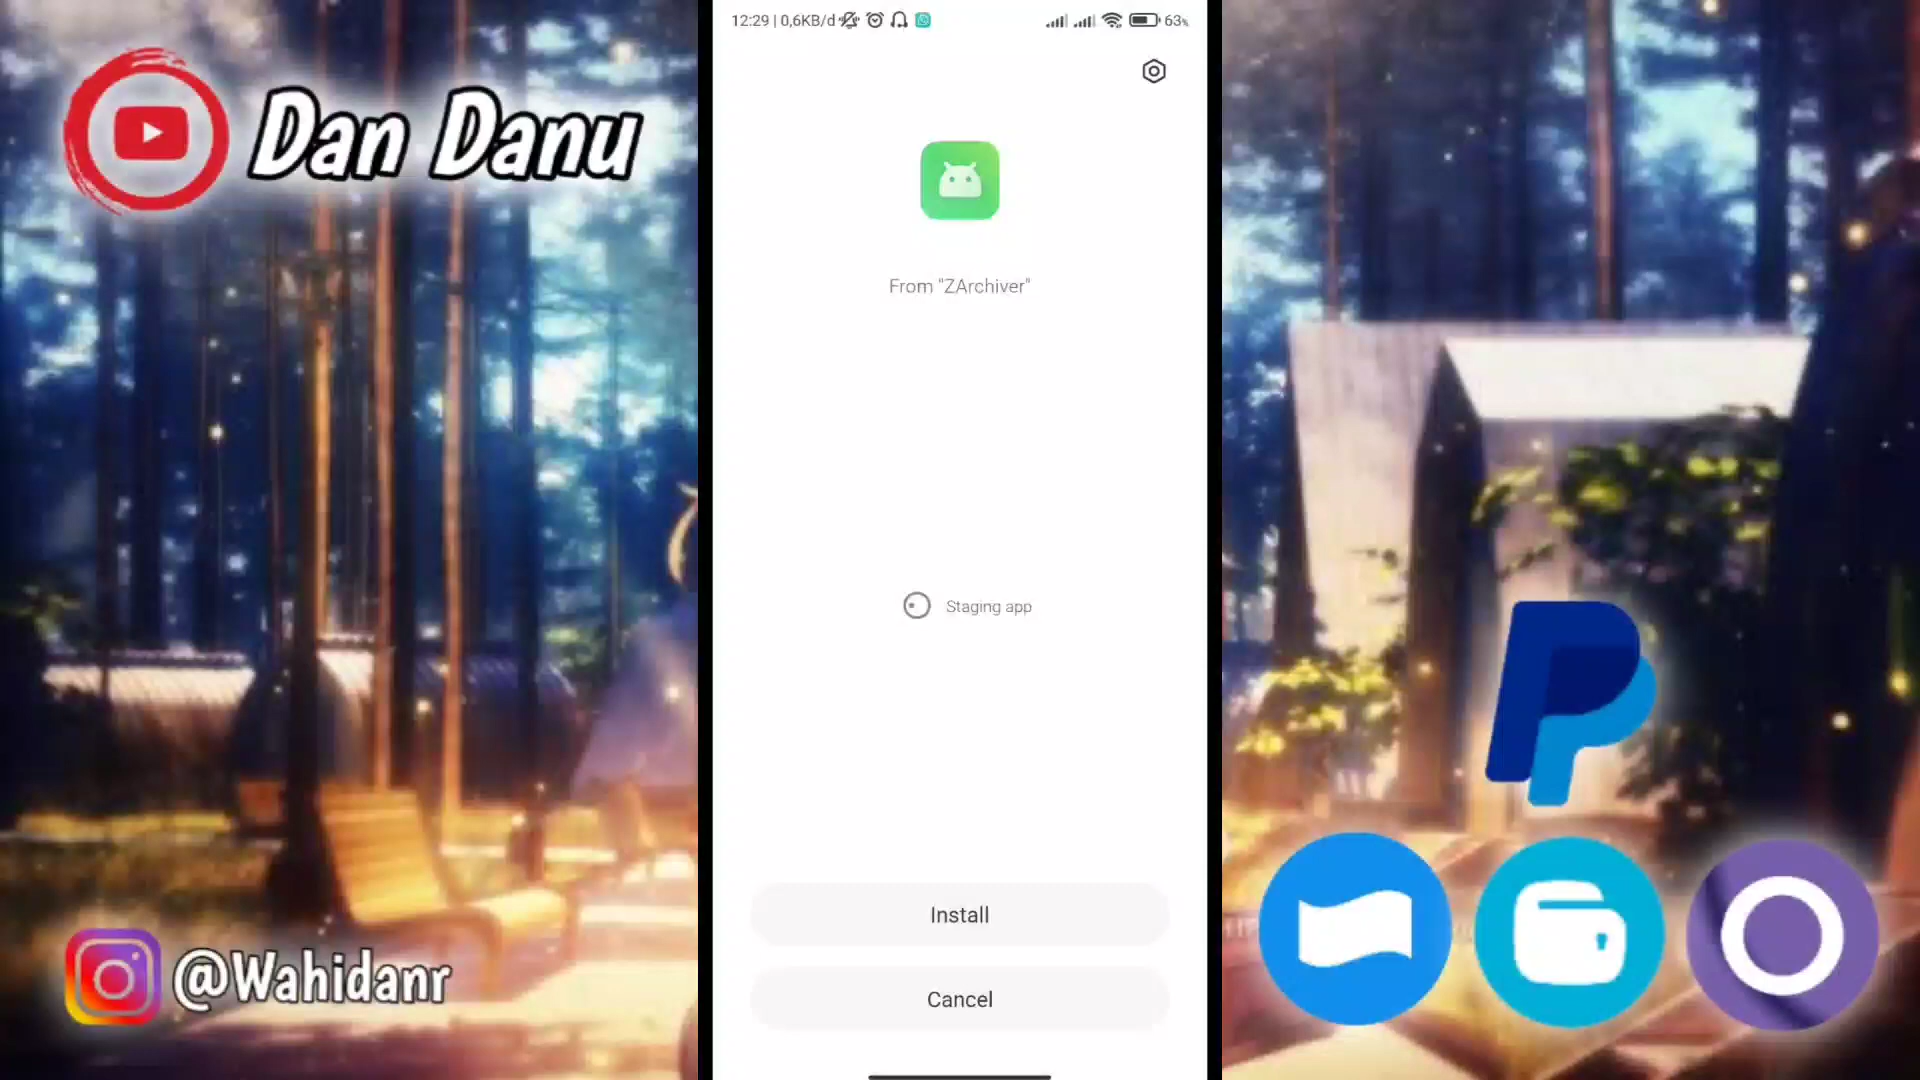 Dan Danu
12:29 | 0,6KB/d
63%
From "ZArchiver"
Staging app
Install
Cancel
@Wahidanr